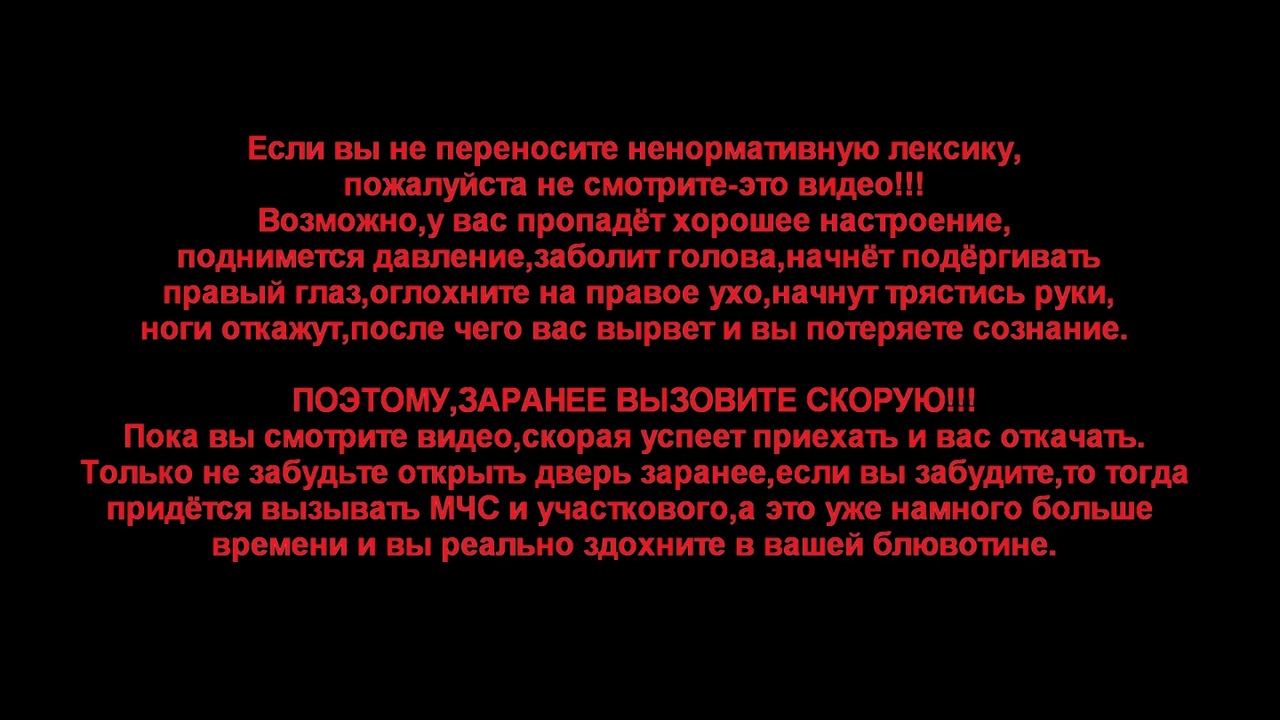 Если вы не переносите ненормативную лексику,
пожалуйста не смотрите-это видео!!!
Возможно,у вас пропадёт хорошее настроение,
поднимется давление,заболит голова,начнёт подёргивать
правый глаз,оглохните на правое ухо,начнут трястись руки,
ноги откажут,после чего вас вырвет и вы потеряете сознание.
ПОЭТОМУ,ЗАРАНЕЕ ВЫЗОВИТЕ СКОРУЮ!!!
Пока вы смотрите видео,скорая успеет приехать и вас откачать.
Только не забудьте открыть дверь заранее,если вы забудите,то тогда
придётся вызывать МЧС и участкового,а это уже намного больше
времени и вы реально здохните в вашей блювотине.